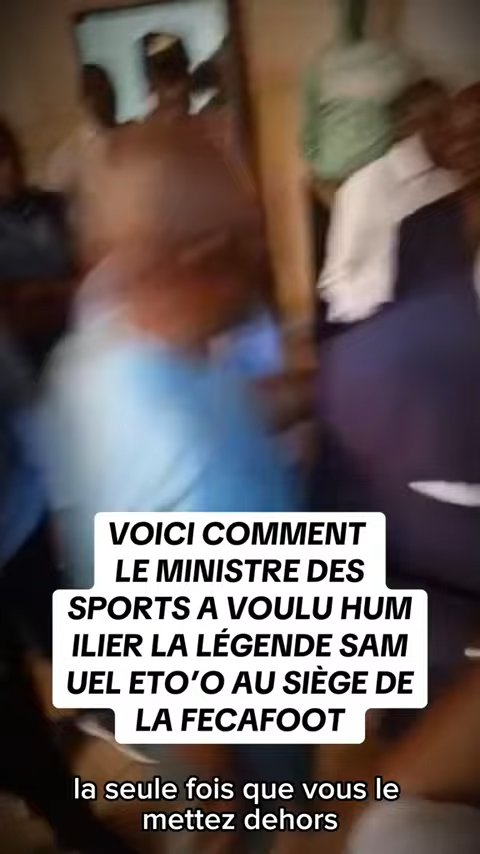 VOICI COMMENT
LE MINISTRE DES
SPORTS A VOULU HUM
ILIER LA LÉGENDE SAM
UEL ETO’O AU SIÈGE DE
LA FECAFOOT
la seule fois que vous le
mettez dehors